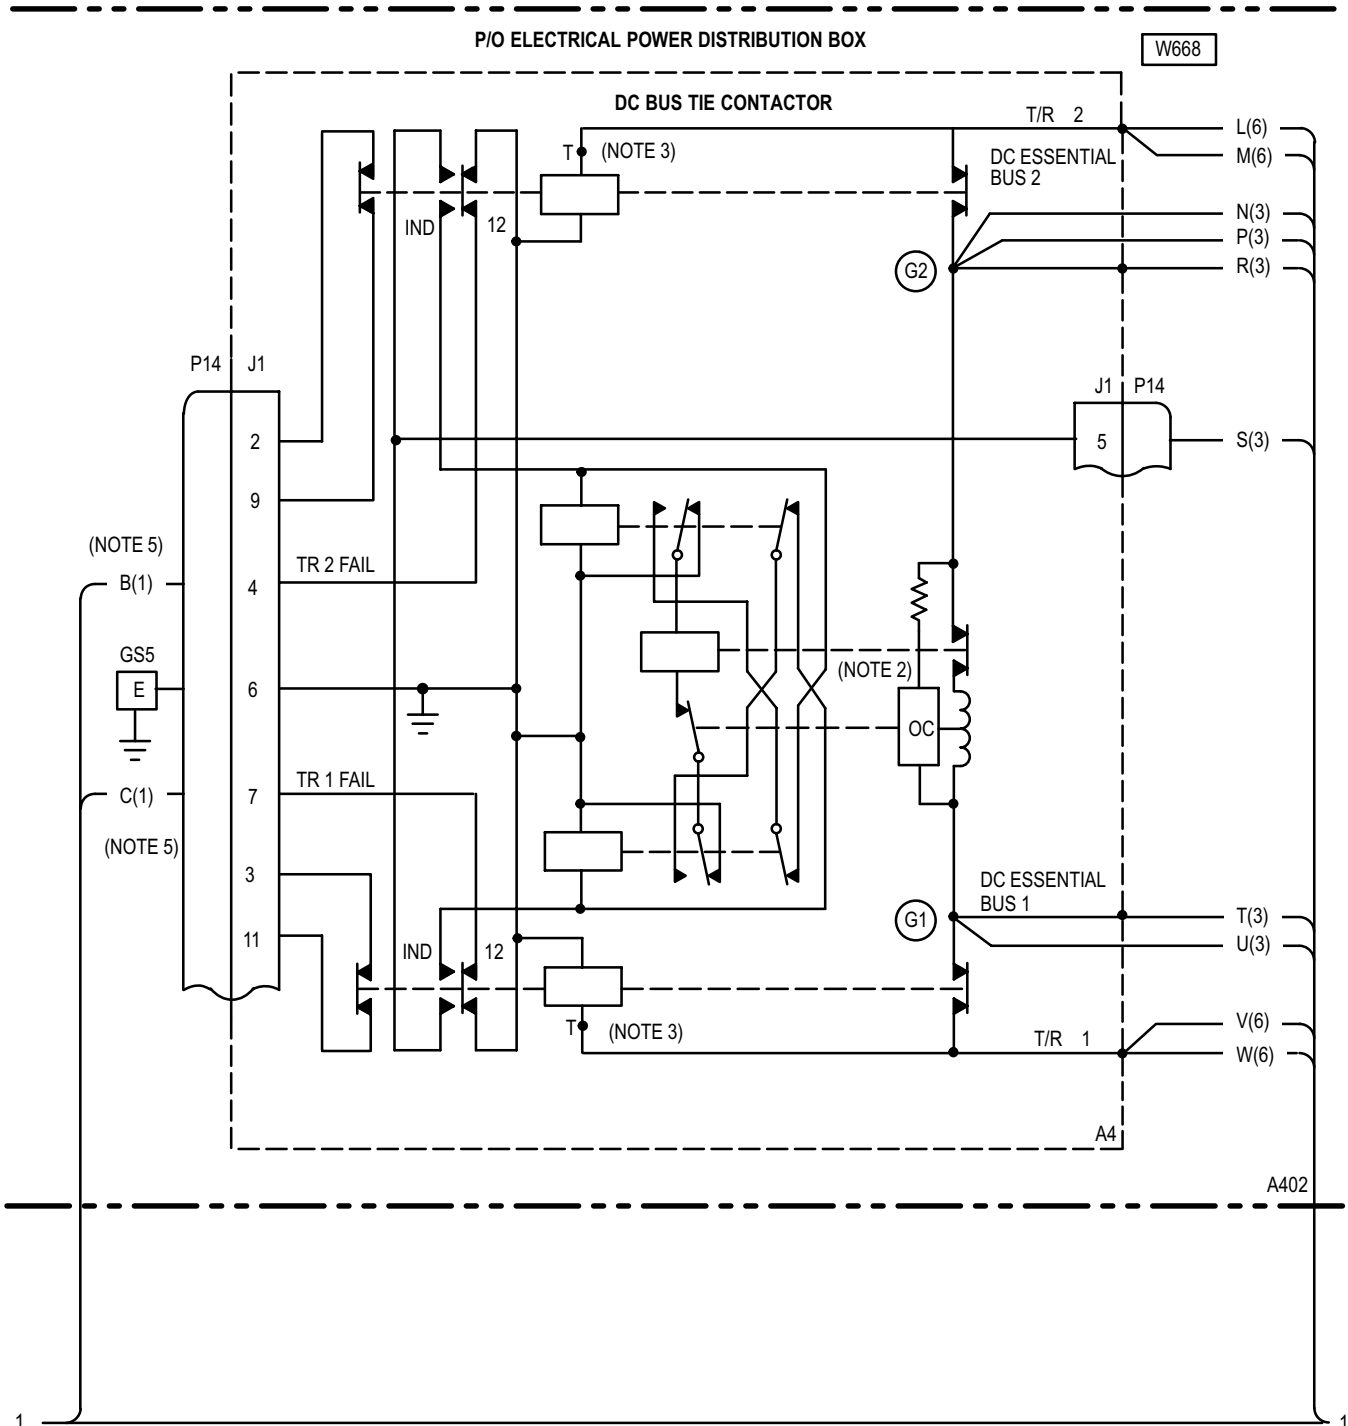 P/O ELECTRICAL POWER DISTRIBUTION BOX
W668
DC BUS TIE CONTACTOR
T/R 2
L(6)
T
(NOTE 3)
DC ESSENTIAL
BUS 2
M(6)
IND
12
N(3)
P(3)
G2
R(3)
P14
J1
J1
P14
2
5
S(3)
9
(NOTE 5)
TR 2 FAIL
B(1)
4
GS5
(NOTE 2)
E
6
OC
TR 1 FAIL
C(1)
7
(NOTE 5)
3
DC ESSENTIAL
BUS 1
G1
T(3)
11
IND
12
U(3)
T
(NOTE 3)
V(6)
T/R 1
W(6)
A4
A402
1
1